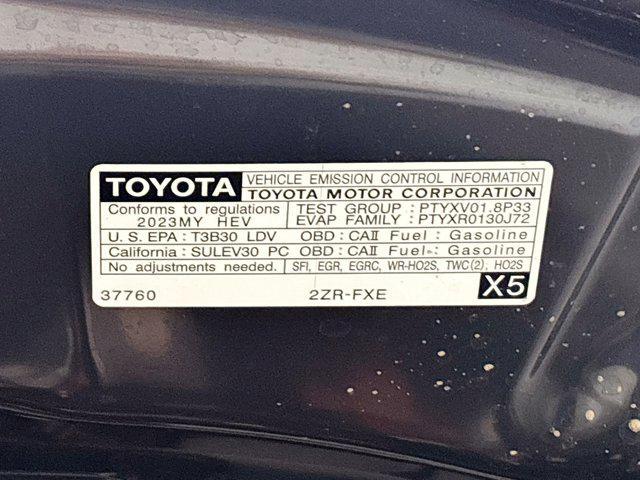 TOYOTA VEHICLE EMISSION CONTROL INFORMATION
TOYOTA MOTOR CORPORATION
Conforms to regulations
2023MY HEV
TEST GROUP : PTYXV01.8P33
EVAP FAMILY : PTYXR0130J72
U.S. EPA : T3B30 LDV OBD : CAII Fuel : Gasoline
California : SULEV30 PC OBD : CAII Fuel : Gasoline
No adjustments needed. SFI, EGR, EGRC, WR-HO2S, TWC(2), HO2S
37760 2ZR-FXE X5